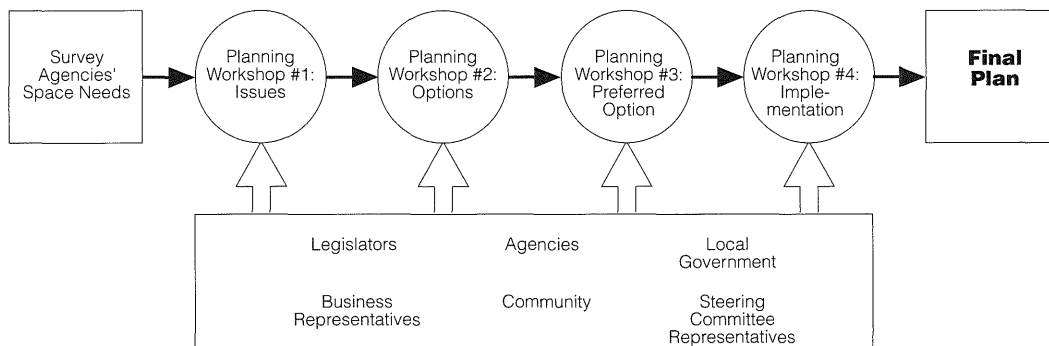 Survey
Agencies'
Space Needs
Planning
Workshop #1:
Issues
Planning
Workshop #2:
Options
Planning
Workshop #3:
Preferred
Option
Planning
Workshop #4:
Imple-
mentation
Final
Plan
Legislators
Agencies
Local
Government
Business
Representatives
Community
Steering
Committee
Representatives